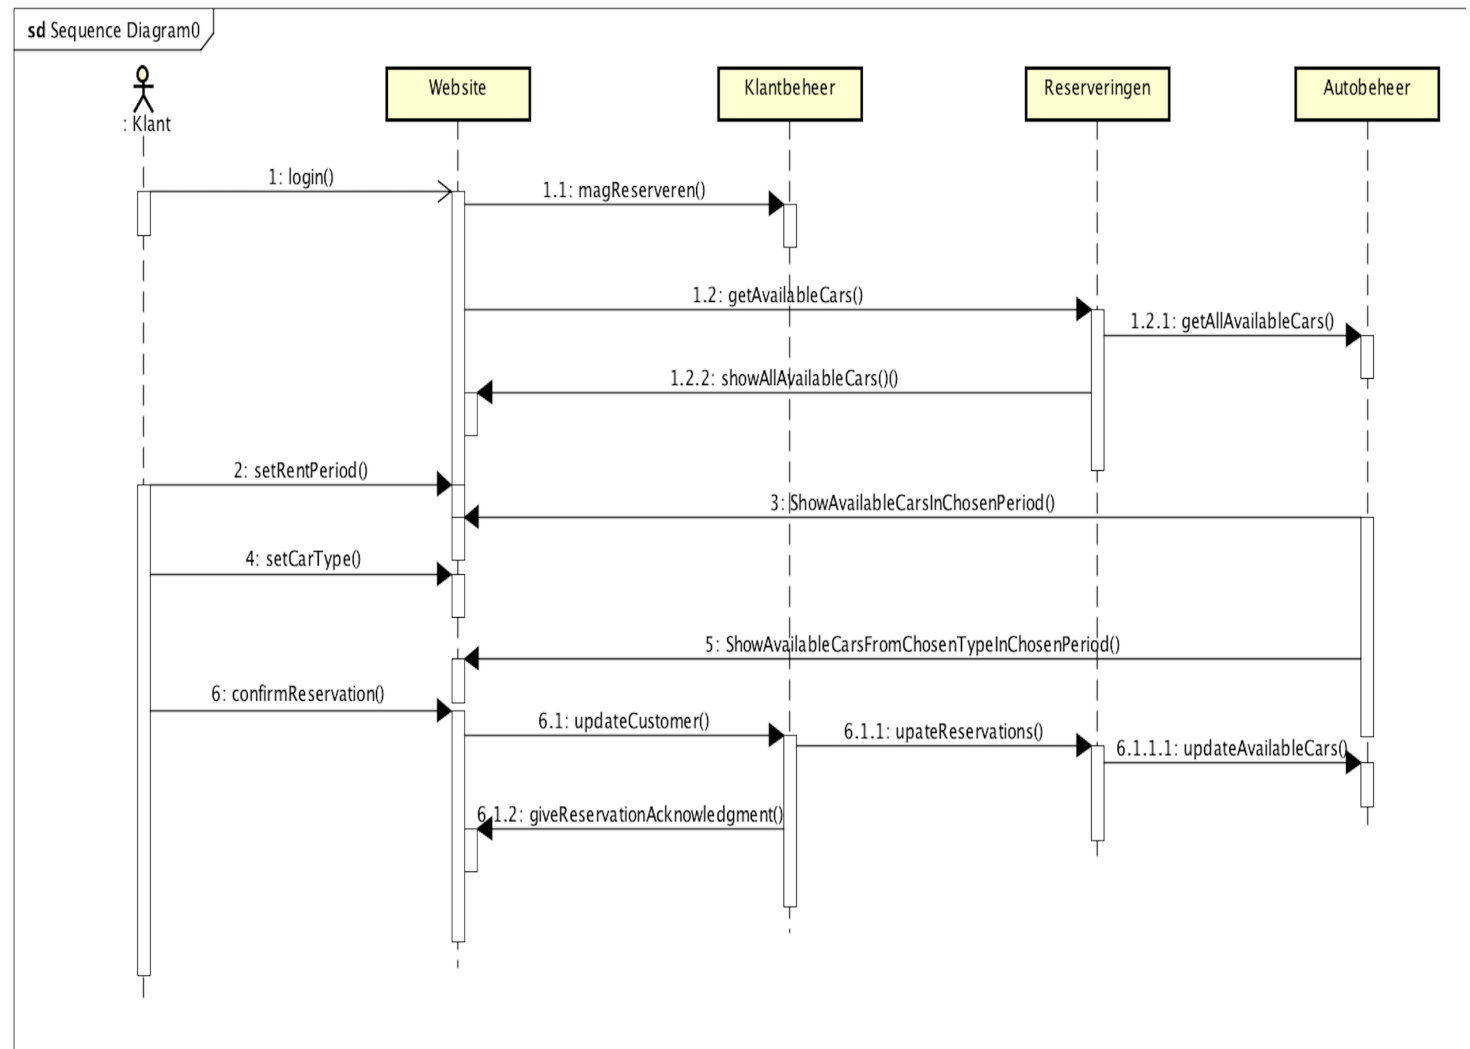 sd Sequence Diagram0
: Klant
Website
Klantbeheer
Reserveringen
Autobeheer
1: login()
1.1: magReserveren()
1.2: getAvailableCars()
1.2.1: getAllAvailableCars()
1.2.2: showAllAvailableCars()()
2: setRentPeriod()
3: ShowAvailableCarsInChosenPeriod()
4: setCarType()
5: ShowAvailableCarsFromChosenTypeInChosenPeriod()
6: confirmReservation()
6.1: updateCustomer()
6.1.1: upateReservations()
6.1.1.1: updateAvailableCars()
6.1.2: giveReservationAcknowledgment()